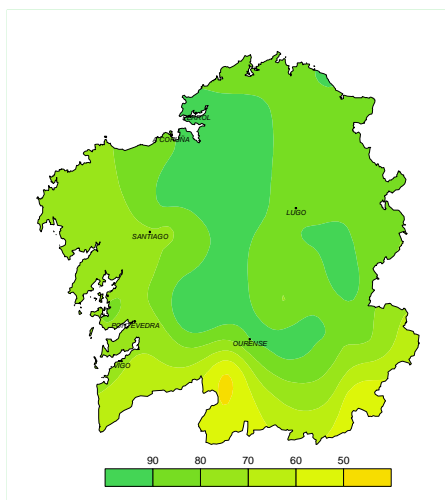 FERROL
CORUÑA
LUGO
SANTIAGO
PONTEVEDRA
OURENSE
VIGO
90 80 70 60 50